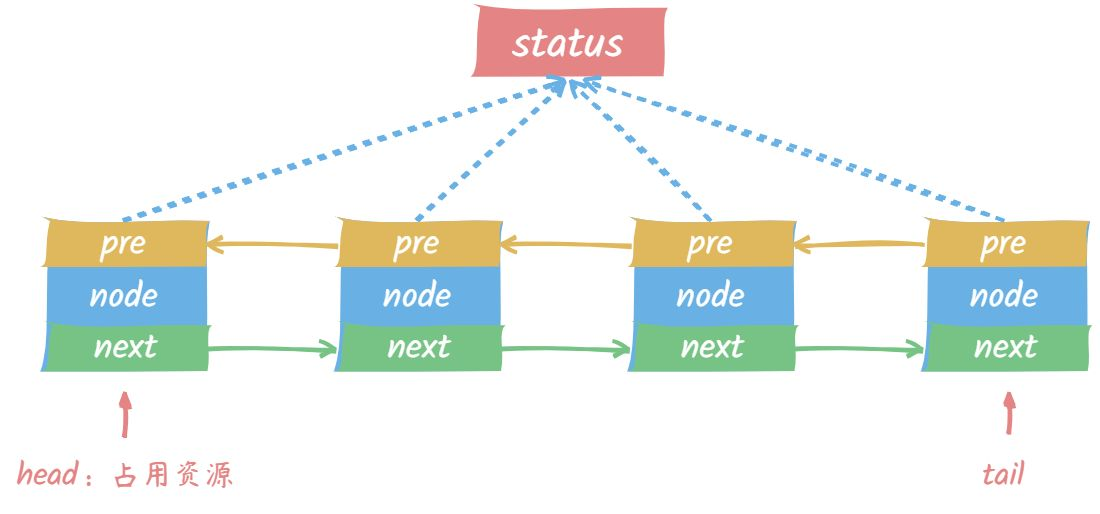 status
pre pre pre pre
node node node node
next next next next
head：占用资源 tail